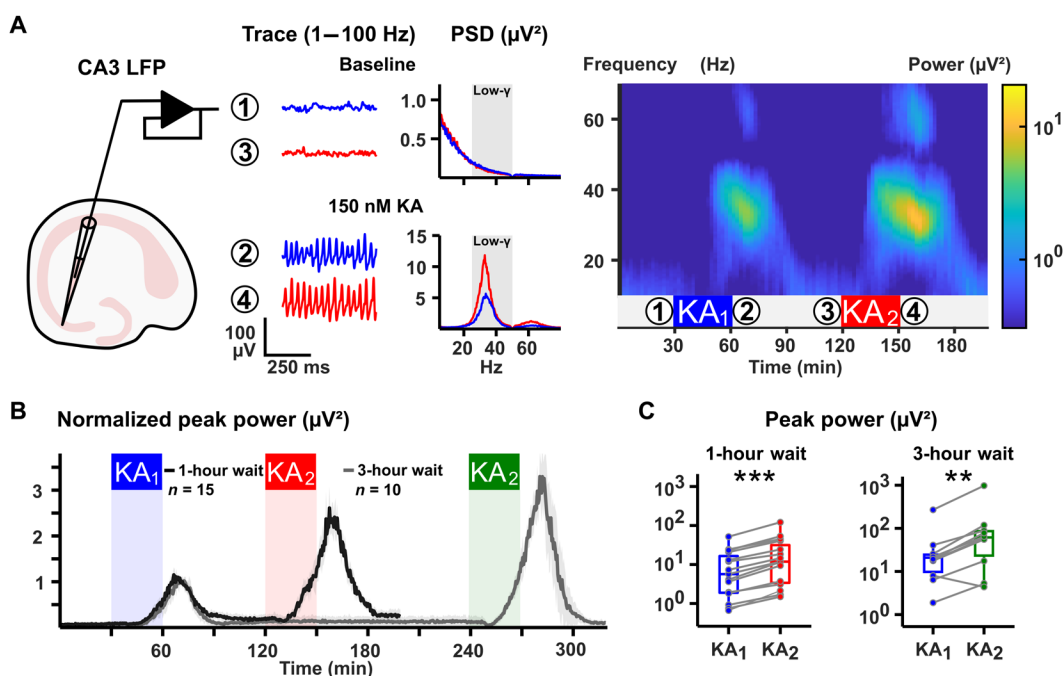 A
Trace (1–100 Hz)
PSD (µV²)
CA3 LFP
Baseline
1
3
1.0
0.5
Low-γ
150 nM KA
2
4
100
µV
250 ms
15
10
5
Low-γ
20 40 60
Hz
Frequency (Hz)
Power (µV²)
60
40
20
10¹
10⁰
1 KA₁ 2 3 KA₂ 4
30 60 90 120 150 180
Time (min)
B
Normalized peak power (µV²)
KA₁ 1-hour wait KA₂ 3-hour wait KA₂
n = 15 n = 10
3
2
1
60 120 180 240 300
Time (min)
C
Peak power (µV²)
1-hour wait
***
10³
10²
10¹
10⁰
KA₁ KA₂
3-hour wait
**
10³
10²
10¹
10⁰
KA₁ KA₂